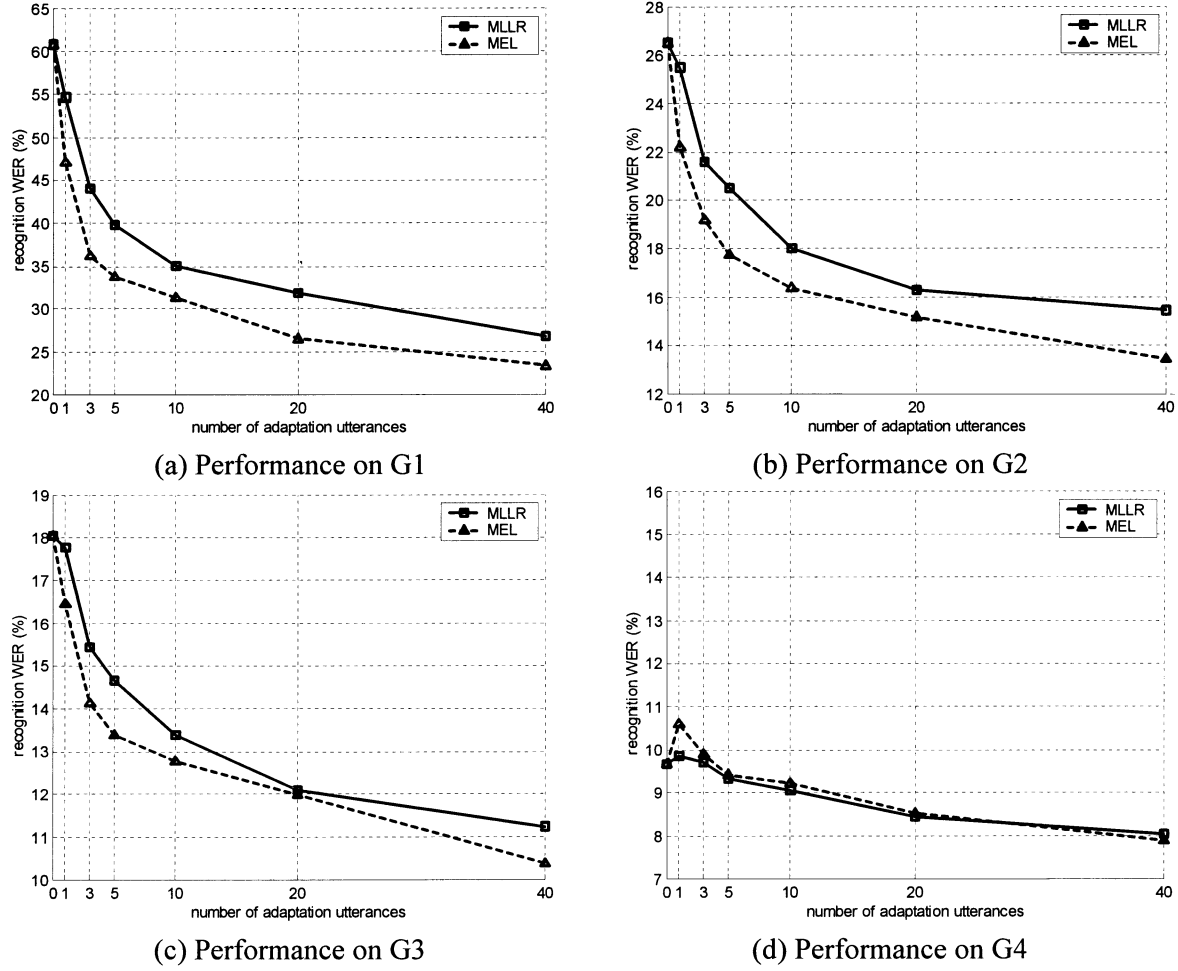 65
60
55
50
45
40
35
30
25
20
recognition WER (%)
MLLR
MEL
0 1 3 5 10 20 40
number of adaptation utterances
(a) Performance on G1
28
26
24
22
20
18
16
14
12
recognition WER (%)
MLLR
MEL
0 1 3 5 10 20 40
number of adaptation utterances
(b) Performance on G2
19
18
17
16
15
14
13
12
11
10
recognition WER (%)
MLLR
MEL
0 1 3 5 10 20 40
number of adaptation utterances
(c) Performance on G3
16
15
14
13
12
11
10
9
8
7
recognition WER (%)
MLLR
MEL
0 1 3 5 10 20 40
number of adaptation utterances
(d) Performance on G4